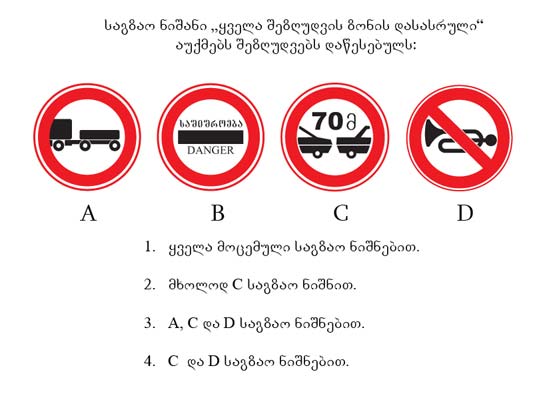 საგზაო ნიშანი „ყველა შეზღუდვის ზონის დასასრული“
აუქმებს შეზღუდვებს დაწესებულს:
საშიშროება
DANGER
70 მ
A B C D
1. ყველა მოცემული საგზაო ნიშნებით.
2. მხოლოდ C საგზაო ნიშნით.
3. A, C და D საგზაო ნიშნებით.
4. C და D საგზაო ნიშნებით.